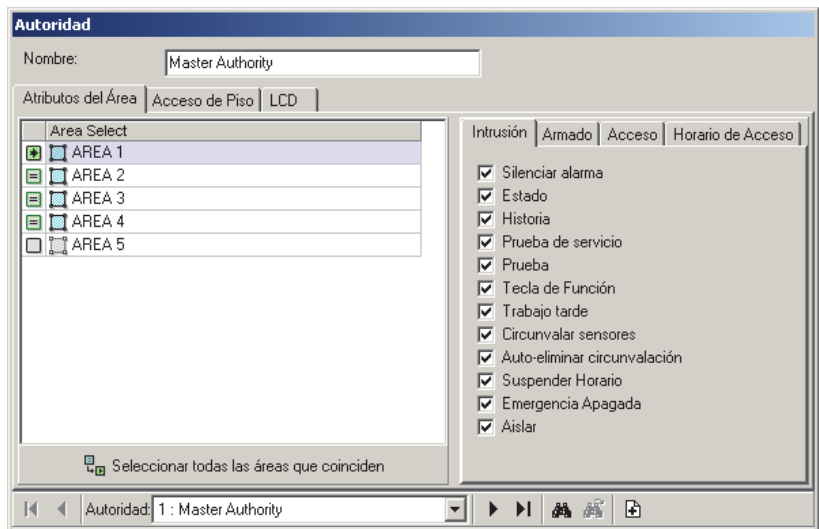 Autoridad
Nombre: Master Authority
Atributos del Área Acceso de Piso LCD
Area Select
AREA 1
AREA 2
AREA 3
AREA 4
AREA 5
Seleccionar todas las áreas que coinciden
Intrusión Armado Acceso Horario de Acceso
Silenciar alarma
Estado
Historia
Prueba de servicio
Prueba
Tecla de Función
Trabajo tarde
Circunvalar sensores
Auto-eliminar circunvalación
Suspender Horario
Emergencia Apagada
Aislar
Autoridad: 1 : Master Authority